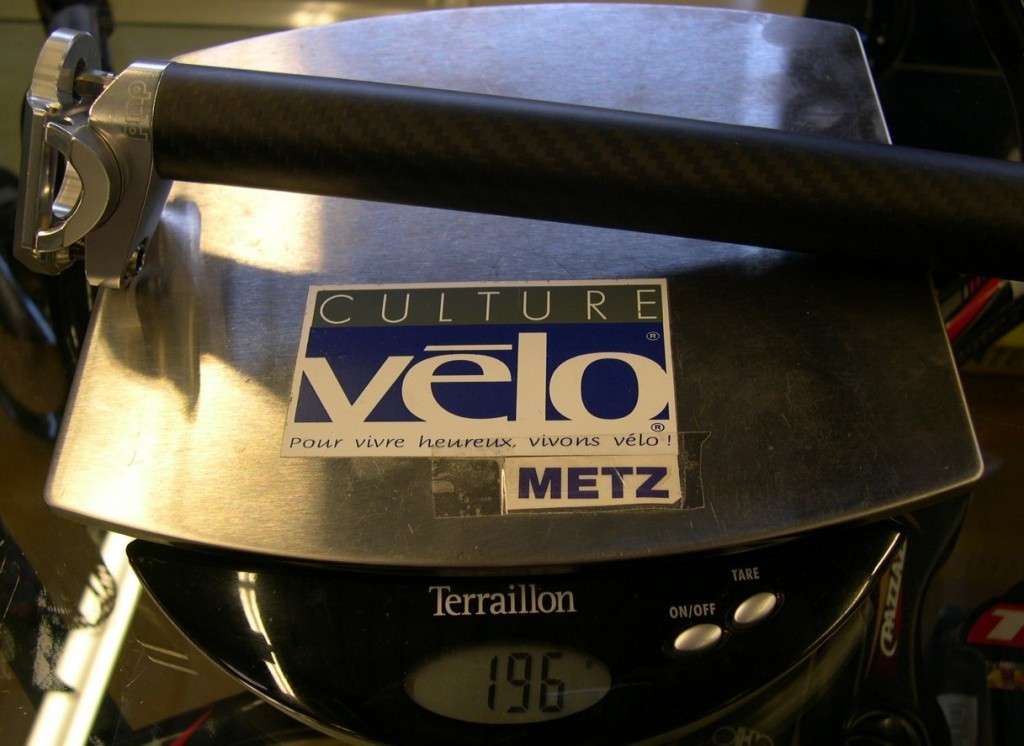 CULTURE
vélo
®
®
Pour vivre heureux, vivons vélo !
METZ
Terraillon
TARE
ON/OFF
196